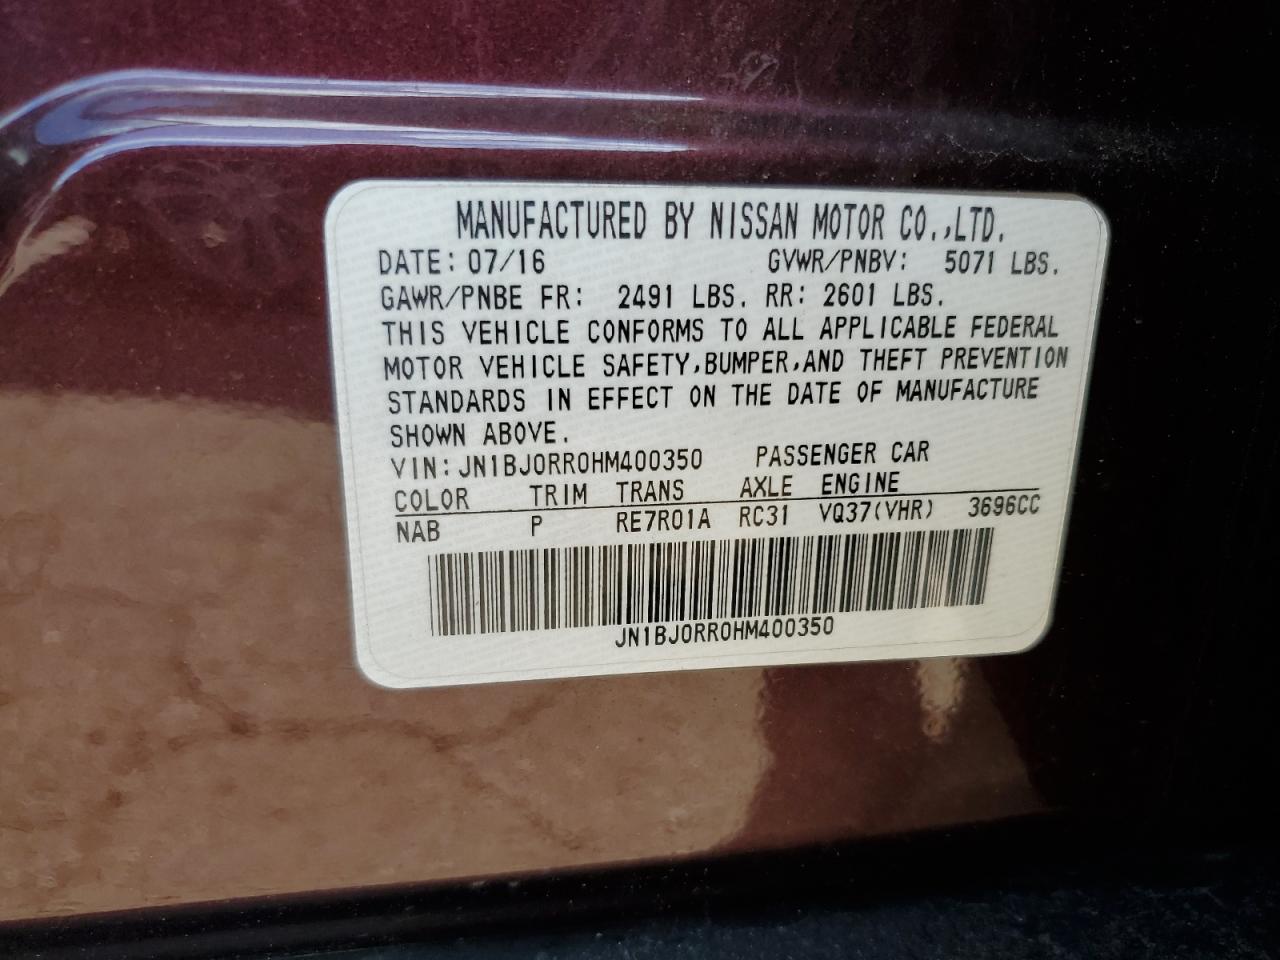 MANUFACTURED BY NISSAN MOTOR CO.,LTD.
DATE: 07/16 GVWR/PNBV: 5071 LBS.
GAWR/PNBE FR: 2491 LBS. RR: 2601 LBS.
THIS VEHICLE CONFORMS TO ALL APPLICABLE FEDERAL
MOTOR VEHICLE SAFETY,BUMPER,AND THEFT PREVENTION
STANDARDS IN EFFECT ON THE DATE OF MANUFACTURE
SHOWN ABOVE.
VIN: JN1BJ0RR0HM400350 PASSENGER CAR
COLOR TRIM TRANS AXLE ENGINE
NAB P RE7R01A RC31 VQ37(VHR) 3696CC
JN1BJ0RR0HM400350